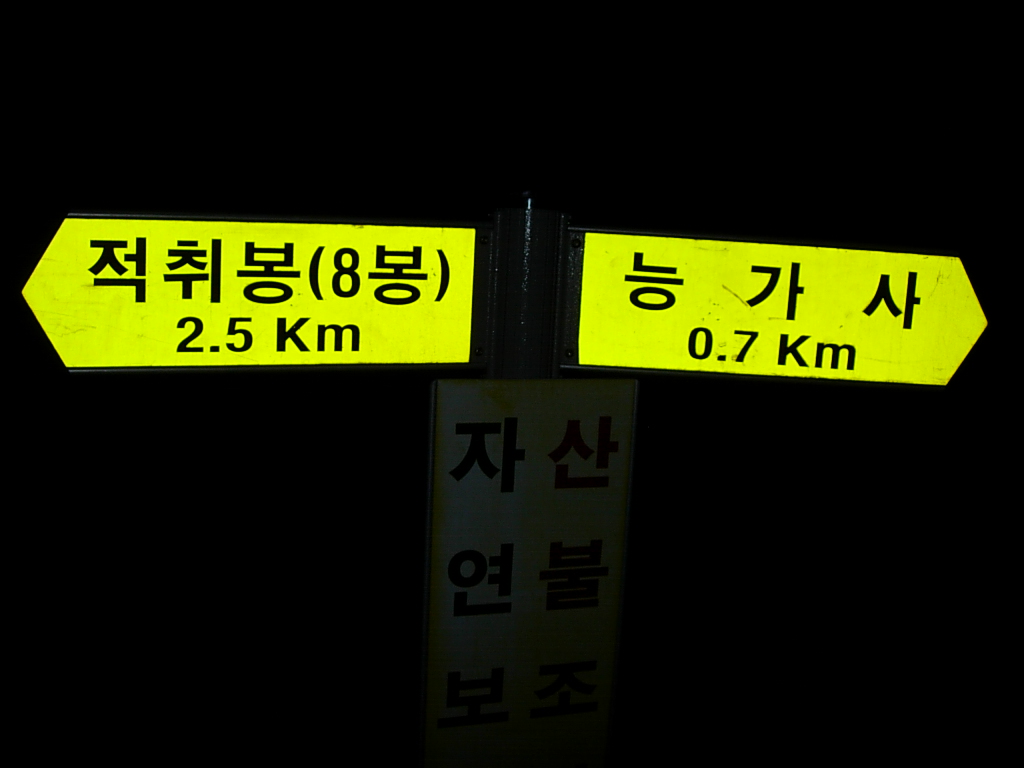 적취봉(8봉)
2.5 Km
능 가 사
0.7 Km
자 산
연 불
보 조